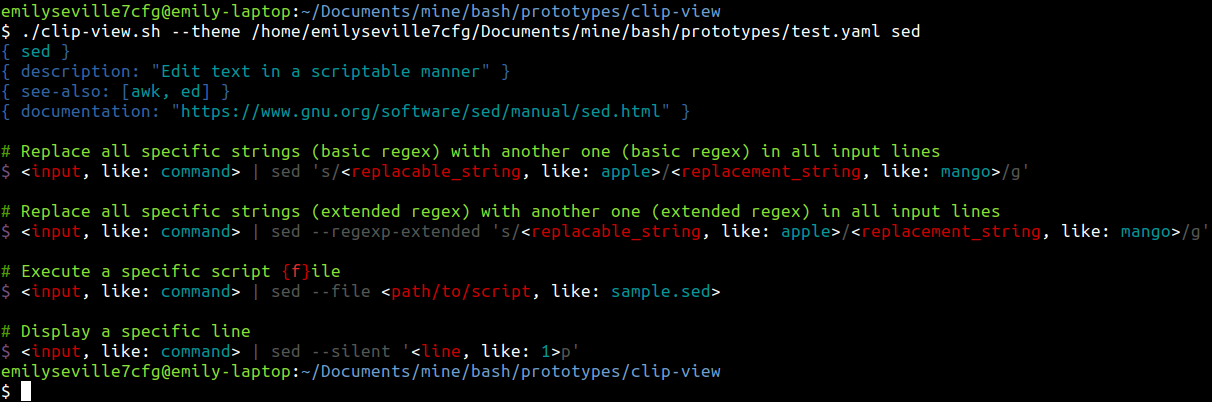 emilyseville7cfg@emily-laptop:~/Documents/mine/bash/prototypes/clip-view
$ ./clip-view.sh --theme /home/emilyseville7cfg/Documents/mine/bash/prototypes/test.yaml sed
{ sed }
{ description: "Edit text in a scriptable manner" }
{ see-also: [awk, ed] }
{ documentation: "https://www.gnu.org/software/sed/manual/sed.html" }

# Replace all specific strings (basic regex) with another one (basic regex) in all input lines
$ <input, like: command> | sed 's/<replacable_string, like: apple>/<replacement_string, like: mango>/g'

# Replace all specific strings (extended regex) with another one (extended regex) in all input lines
$ <input, like: command> | sed --regexp-extended 's/<replacable_string, like: apple>/<replacement_string, like: mango>/g'

# Execute a specific script {f}ile
$ <input, like: command> | sed --file <path/to/script, like: sample.sed>

# Display a specific line
$ <input, like: command> | sed --silent '<line, like: 1>p'
emilyseville7cfg@emily-laptop:~/Documents/mine/bash/prototypes/clip-view
$